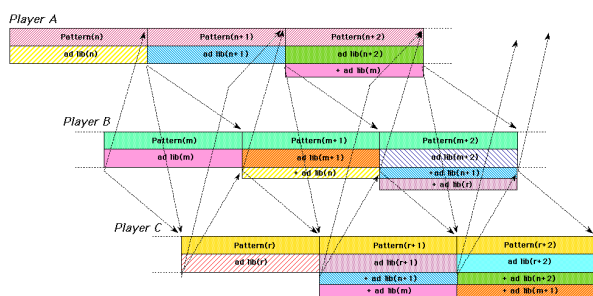 Player A
Pattern(n) Pattern(n+1) Pattern(n+2)
ad lib(n) ad lib(n+1) ad lib(n+2)
+ ad lib(m)
Player B
Pattern(m) Pattern(m+1) Pattern(m+2)
ad lib(m) ad lib(m+1) ad lib(m+2)
+ ad lib(n) +ad lib(n+1)
+ ad lib(r)
Player C
Pattern(r) Pattern(r+1) Pattern(r+2)
ad lib(r) ad lib(r+1) ad lib(r+2)
+ ad lib(n+1) + ad lib(n+2)
+ ad lib(m) + ad lib(m+1)